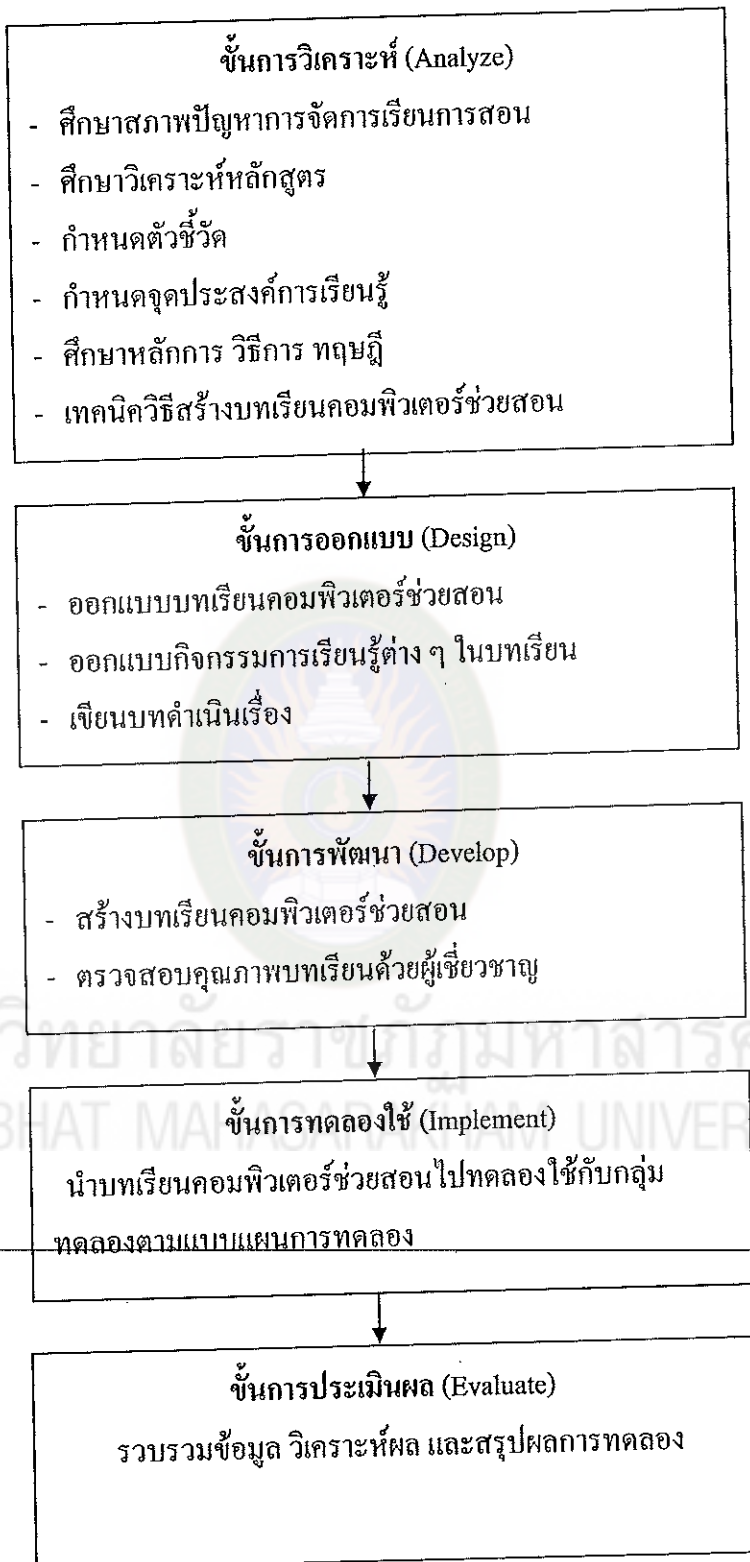 ขั้นการวิเคราะห์ (Analyze)
- ศึกษาสภาพปัญหาการจัดการเรียนการสอน
- ศึกษาวิเคราะห์หลักสูตร
- กำหนดตัวชี้วัด
- กำหนดจุดประสงค์การเรียนรู้
- ศึกษาหลักการ วิธีการ ทฤษฎี
- เทคนิควิธีสร้างบทเรียนคอมพิวเตอร์ช่วยสอน
ขั้นการออกแบบ (Design)
- ออกแบบบทเรียนคอมพิวเตอร์ช่วยสอน
- ออกแบบกิจกรรมการเรียนรู้ต่าง ๆ ในบทเรียน
- เขียนบทดำเนินเรื่อง
ขั้นการพัฒนา (Develop)
- สร้างบทเรียนคอมพิวเตอร์ช่วยสอน
- ตรวจสอบคุณภาพบทเรียนด้วยผู้เชี่ยวชาญ
วิทยาลัยราชภัฏมหาสารค
BHAT MAHASARAKHAM UNIVER
ขั้นการทดลองใช้ (Implement)
นำบทเรียนคอมพิวเตอร์ช่วยสอนไปทดลองใช้กับกลุ่ม
ทดลองตามแบบแผนการทดลอง
ขั้นการประเมินผล (Evaluate)
รวบรวมข้อมูล วิเคราะห์ผล และสรุปผลการทดลอง